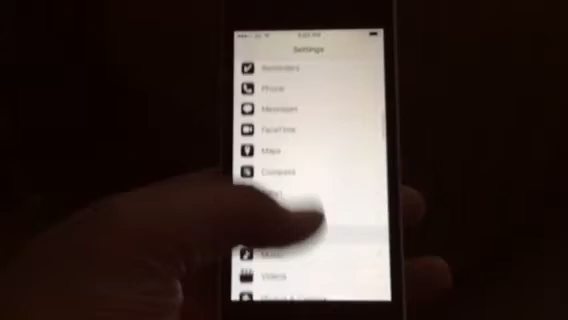 Settings
Reminders
Phone
Messages
FaceTime
Maps
Compass
Music
Videos